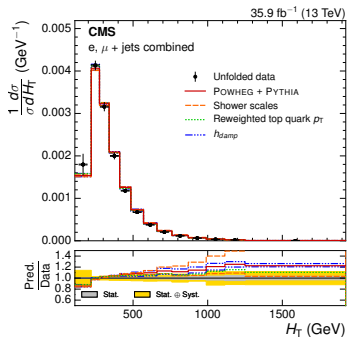 35.9 fb⁻¹ (13 TeV)
CMS
e, μ + jets combined
Unfolded data
POWHEG + PYTHIA
Shower scales
Reweighted top quark p_T
h_damp
1/σ dσ/dH_T (GeV⁻¹)
0.005
0.004
0.003
0.002
0.001
0.000
Pred. / Data
1.4
1.2
1.0
0.8
0.6
Stat.
Stat. ⊕ Syst.
500
1000
1500
H_T (GeV)